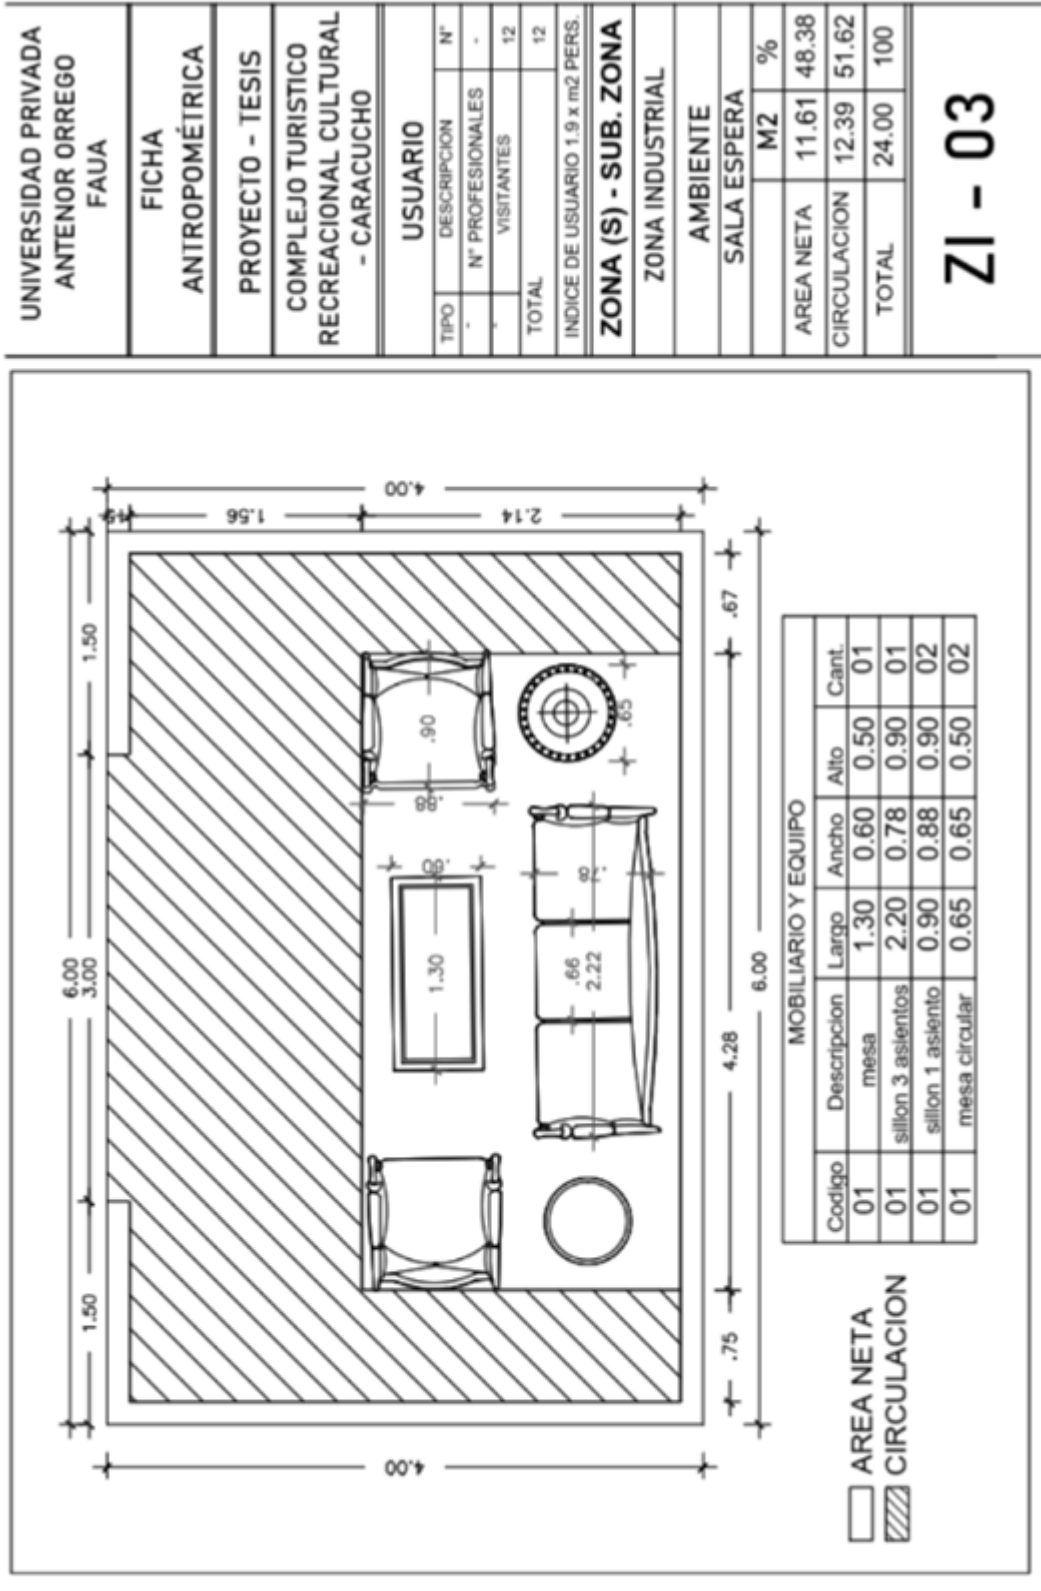 UNIVERSIDAD PRIVADA
ANTENOR ORREGO
FAUA
FICHA
ANTROPOMÉTRICA
PROYECTO - TESIS
COMPLEJO TURISTICO
RECREACIONAL CULTURAL
- CARACUCHO
USUARIO
TIPO DESCRIPCION N°
- N° PROFESIONALES -
- VISITANTES 12
TOTAL 12
INDICE DE USUARIO 1.9 x m2 PERS.
ZONA (S) - SUB. ZONA
ZONA INDUSTRIAL
AMBIENTE
SALA ESPERA
M2 %
AREA NETA 11.61 48.38
CIRCULACION 12.39 51.62
TOTAL 24.00 100
ZI - 03
6.00
1.50 3.00 1.50
4.00
4.00
.15
1.56
2.14
.90
.88
.60
1.30
.65
.78
.66
2.22
.75 4.28 .67
6.00
MOBILIARIO Y EQUIPO
Codigo Descripcion Largo Ancho Alto Cant.
01 mesa 1.30 0.60 0.50 01
01 sillon 3 asientos 2.20 0.78 0.90 01
01 sillon 1 asiento 0.90 0.88 0.90 02
01 mesa circular 0.65 0.65 0.50 02
AREA NETA
CIRCULACION